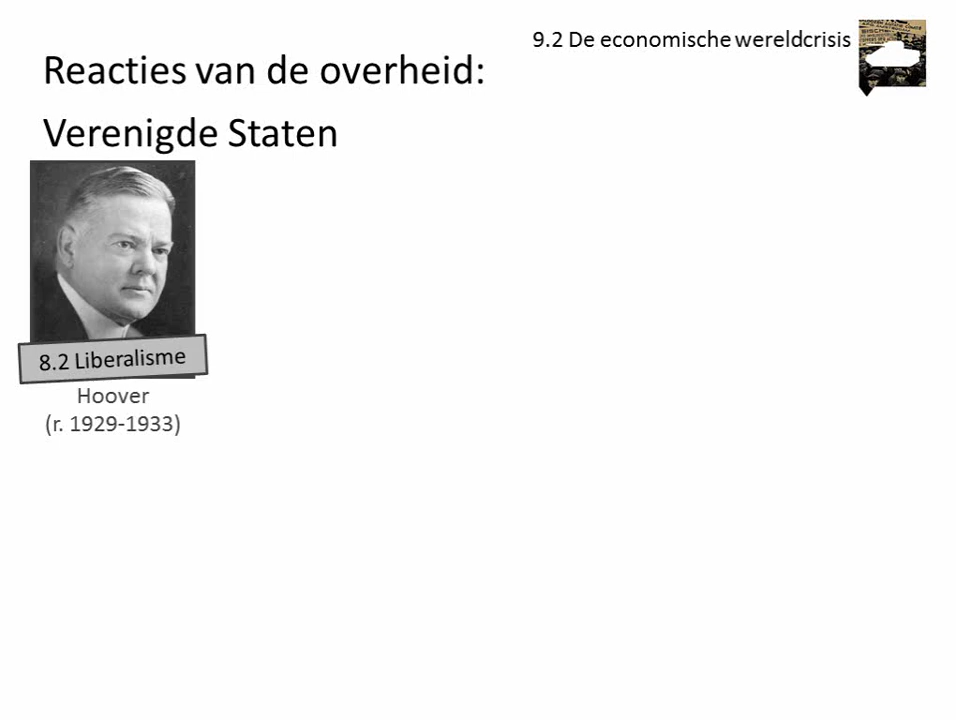 9.2 De economische wereldcrisis
Reacties van de overheid:
Verenigde Staten
8.2 Liberalisme
Hoover
(r. 1929-1933)